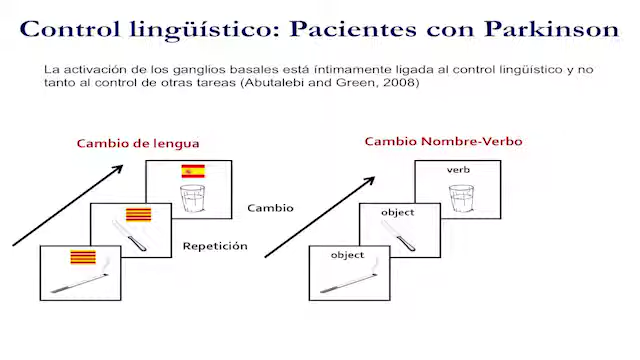 Control lingüístico: Pacientes con Parkinson
La activación de los ganglios basales está íntimamente ligada al control lingüístico y no
tanto al control de otras tareas (Abutalebi and Green, 2008)
Cambio de lengua
Cambio
Repetición
Cambio Nombre-Verbo
verb
object
object